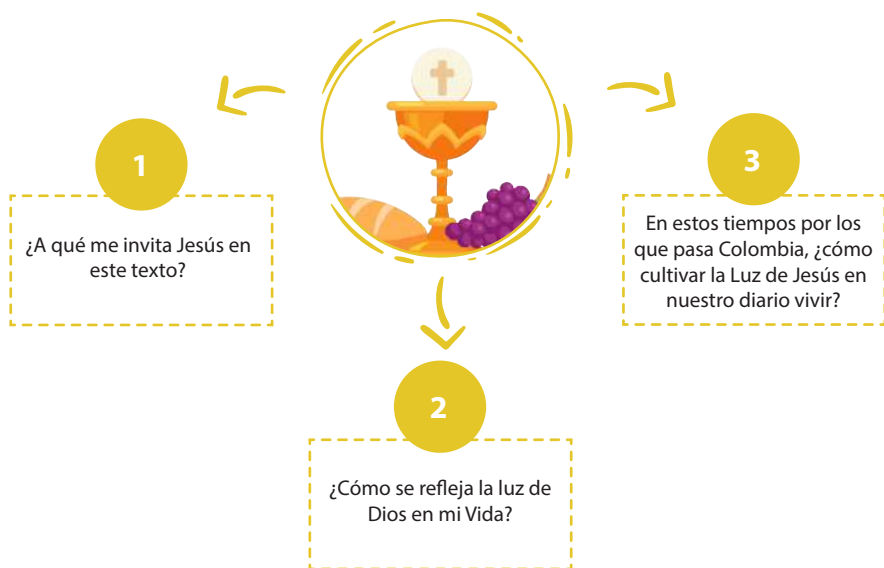 1
¿A qué me invita Jesús en
este texto?
2
¿Cómo se refleja la luz de
Dios en mi Vida?
3
En estos tiempos por los
que pasa Colombia, ¿cómo
cultivar la Luz de Jesús en
nuestro diario vivir?